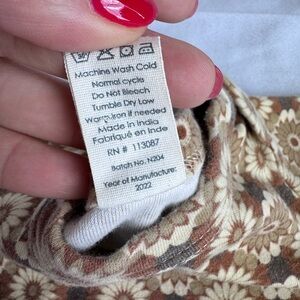 Machine Wash Cold
Normal cycle
Do Not Bleach
Tumble Dry Low
Warm iron if needed
Made in India
Fabriqué en Inde
RN # 113087
Batch No. N204
Year of Manufacture:
2022